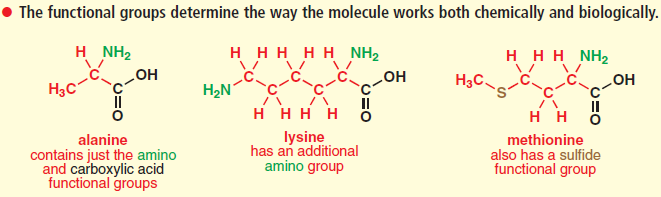 ● The functional groups determine the way the molecule works both chemically and biologically.
H NH₂
H₃C C C OH
O
alanine
contains just the amino
and carboxylic acid
functional groups
H H H H H NH₂
H₂N C C C C C C OH
H H H H O
lysine
has an additional
amino group
H H H NH₂
H₃C S C C C C OH
H H O
methionine
also has a sulfide
functional group